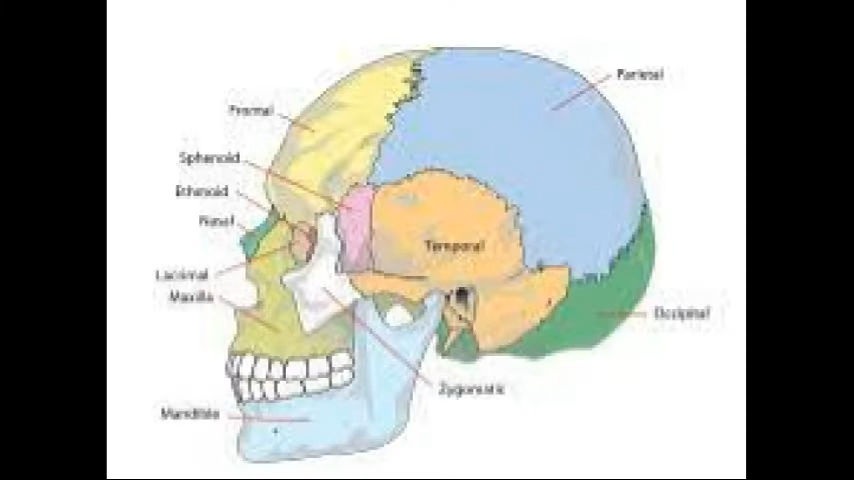 Parietal
Frontal
Sphenoid
Ethmoid
Nasal
Temporal
Lacrimal
Maxilla
Occipital
Zygomatic
Mandible